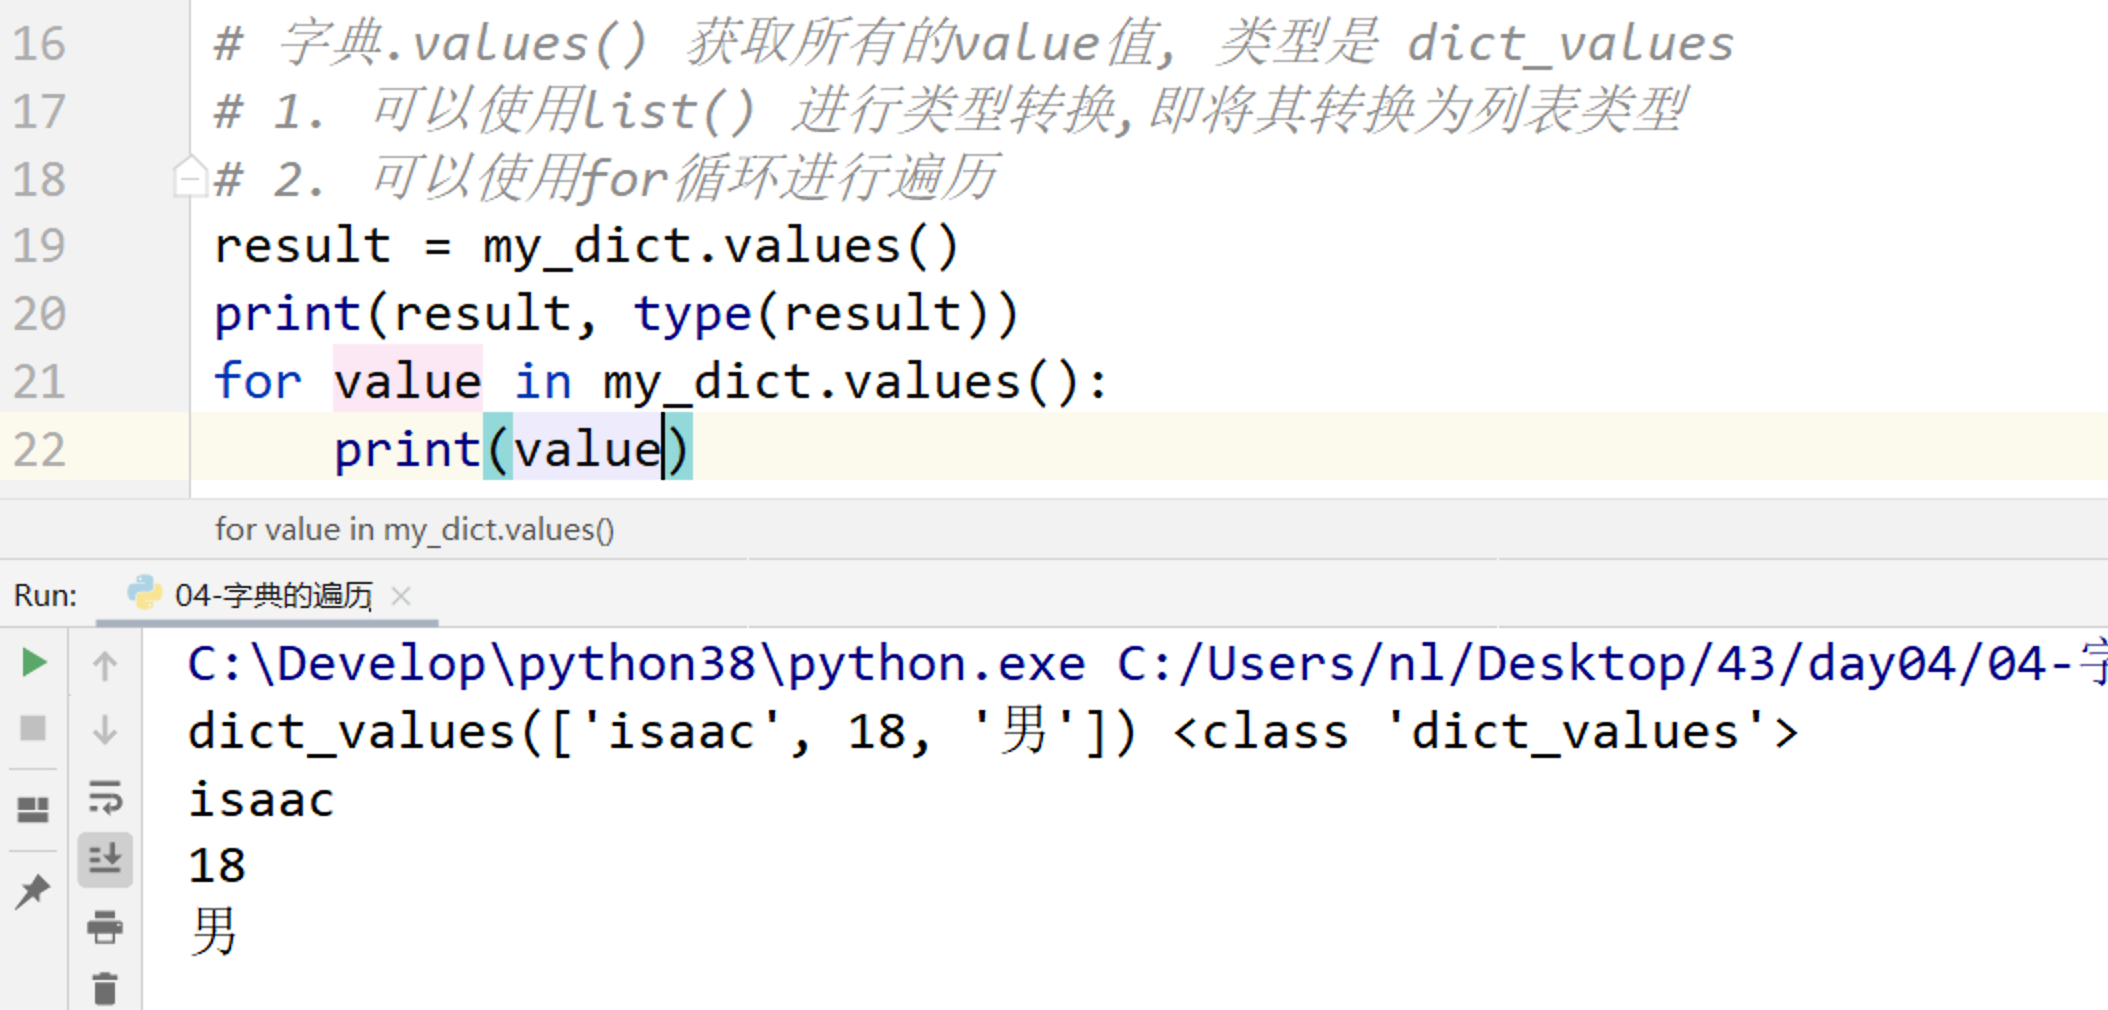 16 # 字典.values() 获取所有的value值, 类型是 dict_values
17 # 1. 可以使用list() 进行类型转换,即将其转换为列表类型
18 # 2. 可以使用for循环进行遍历
19 result = my_dict.values()
20 print(result, type(result))
21 for value in my_dict.values():
22     print(value)
for value in my_dict.values()
Run: 04-字典的遍历
C:\Develop\python38\python.exe C:/Users/nl/Desktop/43/day04/04-字
dict_values(['isaac', 18, '男']) <class 'dict_values'>
isaac
18
男